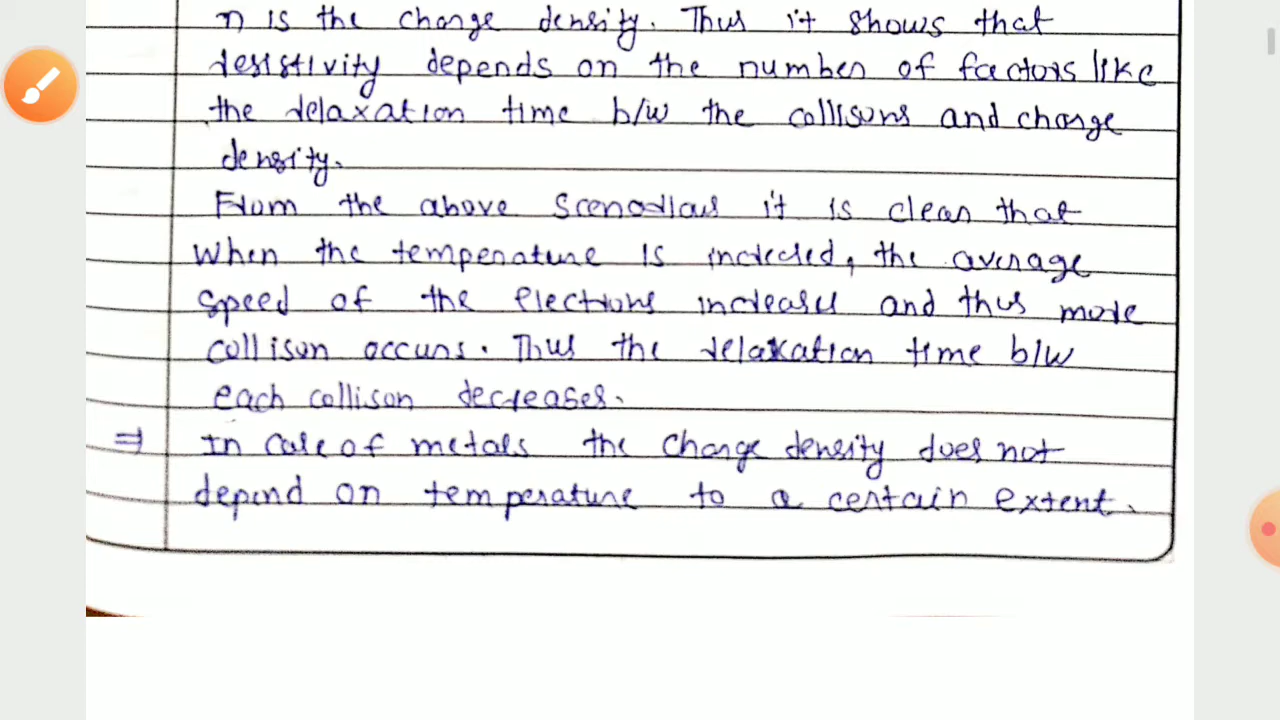 n is the charge density. Thus it shows that
resistivity depends on the number of factors like
the relaxation time b/w the collisons and charge
density.
From the above scenarious it is clear that
when the temperature is increced, the average
speed of the electrons increases and thus more
collison occurs. Thus the relaxation time b/w
each collison decreases.
⇒ In case of metals the charge density does not
depend on temperature to a certain extent.